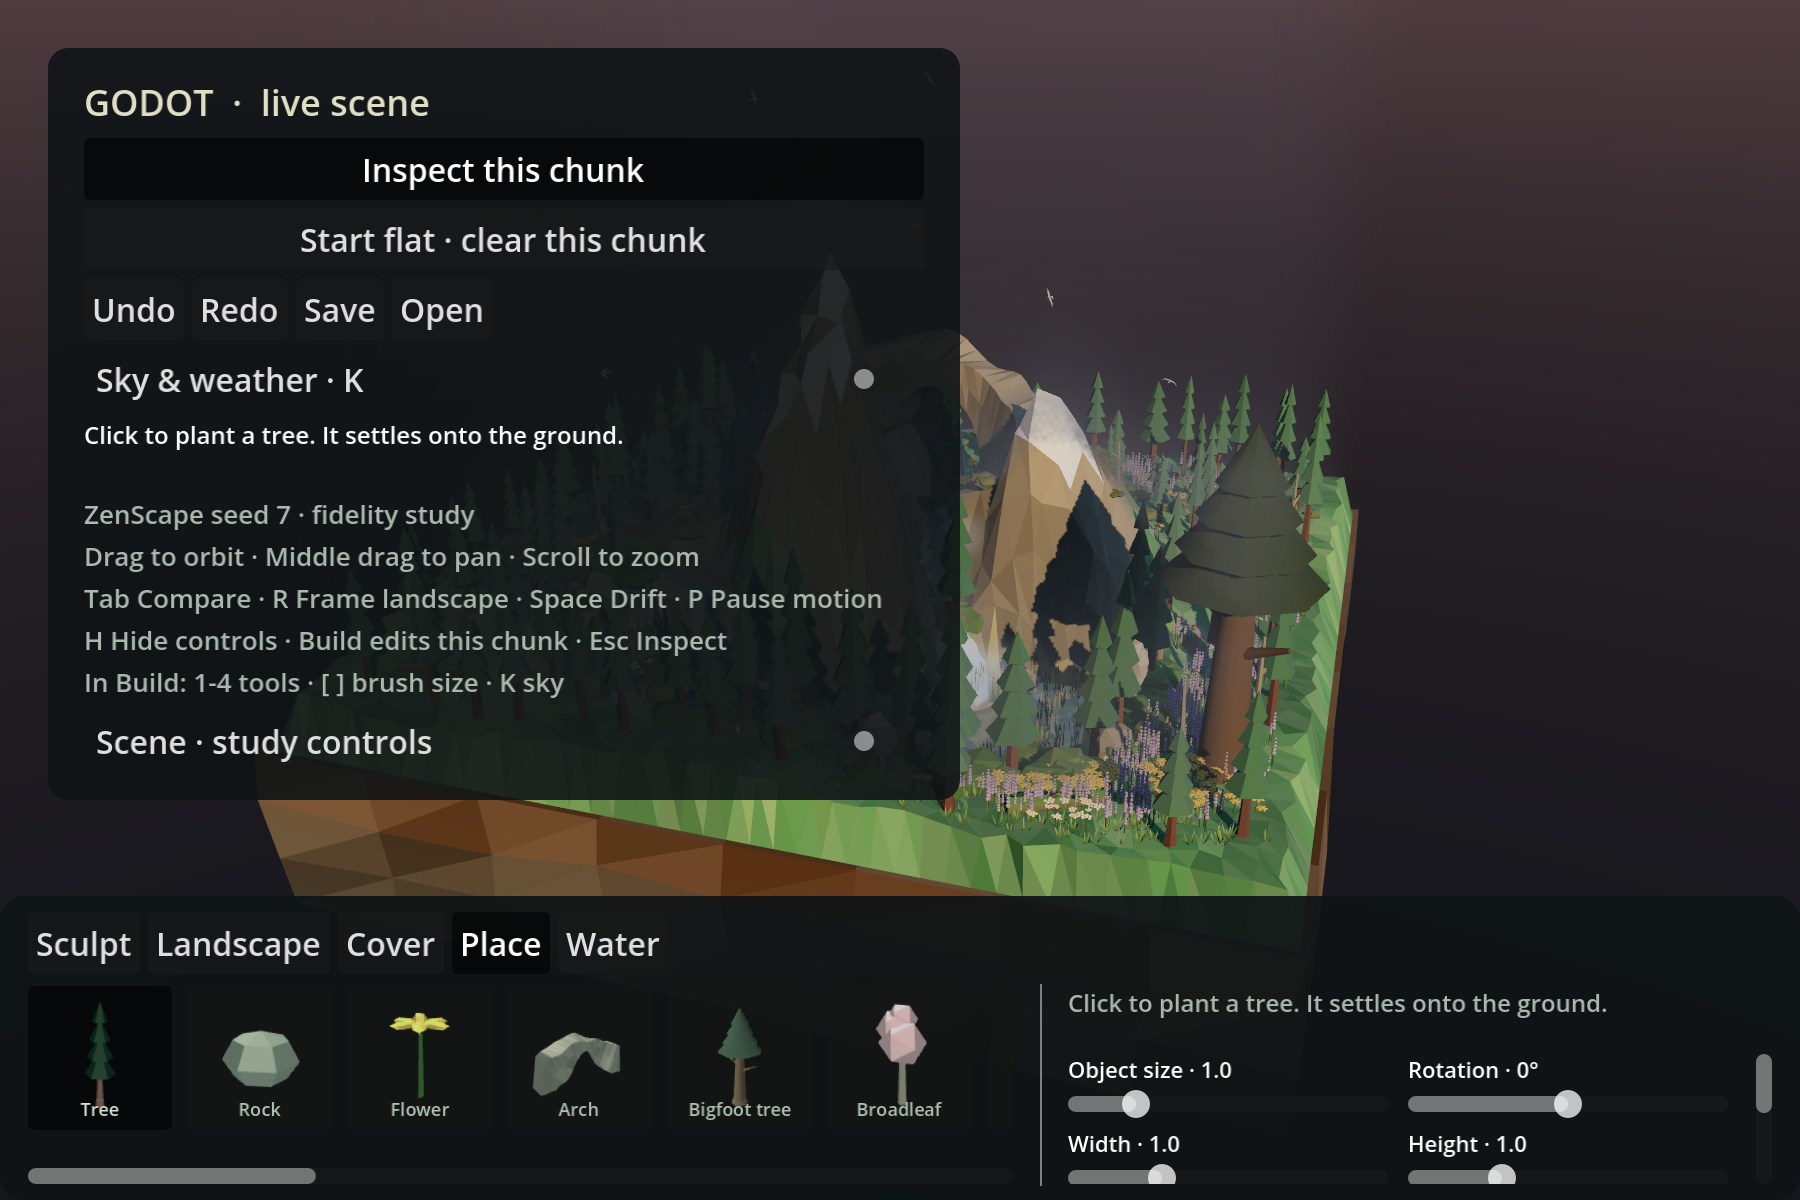 GODOT · live scene
Inspect this chunk
Start flat · clear this chunk
Undo Redo Save Open
Sky & weather · K
Click to plant a tree. It settles onto the ground.
ZenScape seed 7 · fidelity study
Drag to orbit · Middle drag to pan · Scroll to zoom
Tab Compare · R Frame landscape · Space Drift · P Pause motion
H Hide controls · Build edits this chunk · Esc Inspect
In Build: 1-4 tools · [ ] brush size · K sky
Scene · study controls
Sculpt Landscape Cover Place Water
Tree Rock Flower Arch Bigfoot tree Broadleaf
Click to plant a tree. It settles onto the ground.
Object size · 1.0 Rotation · 0°
Width · 1.0 Height · 1.0